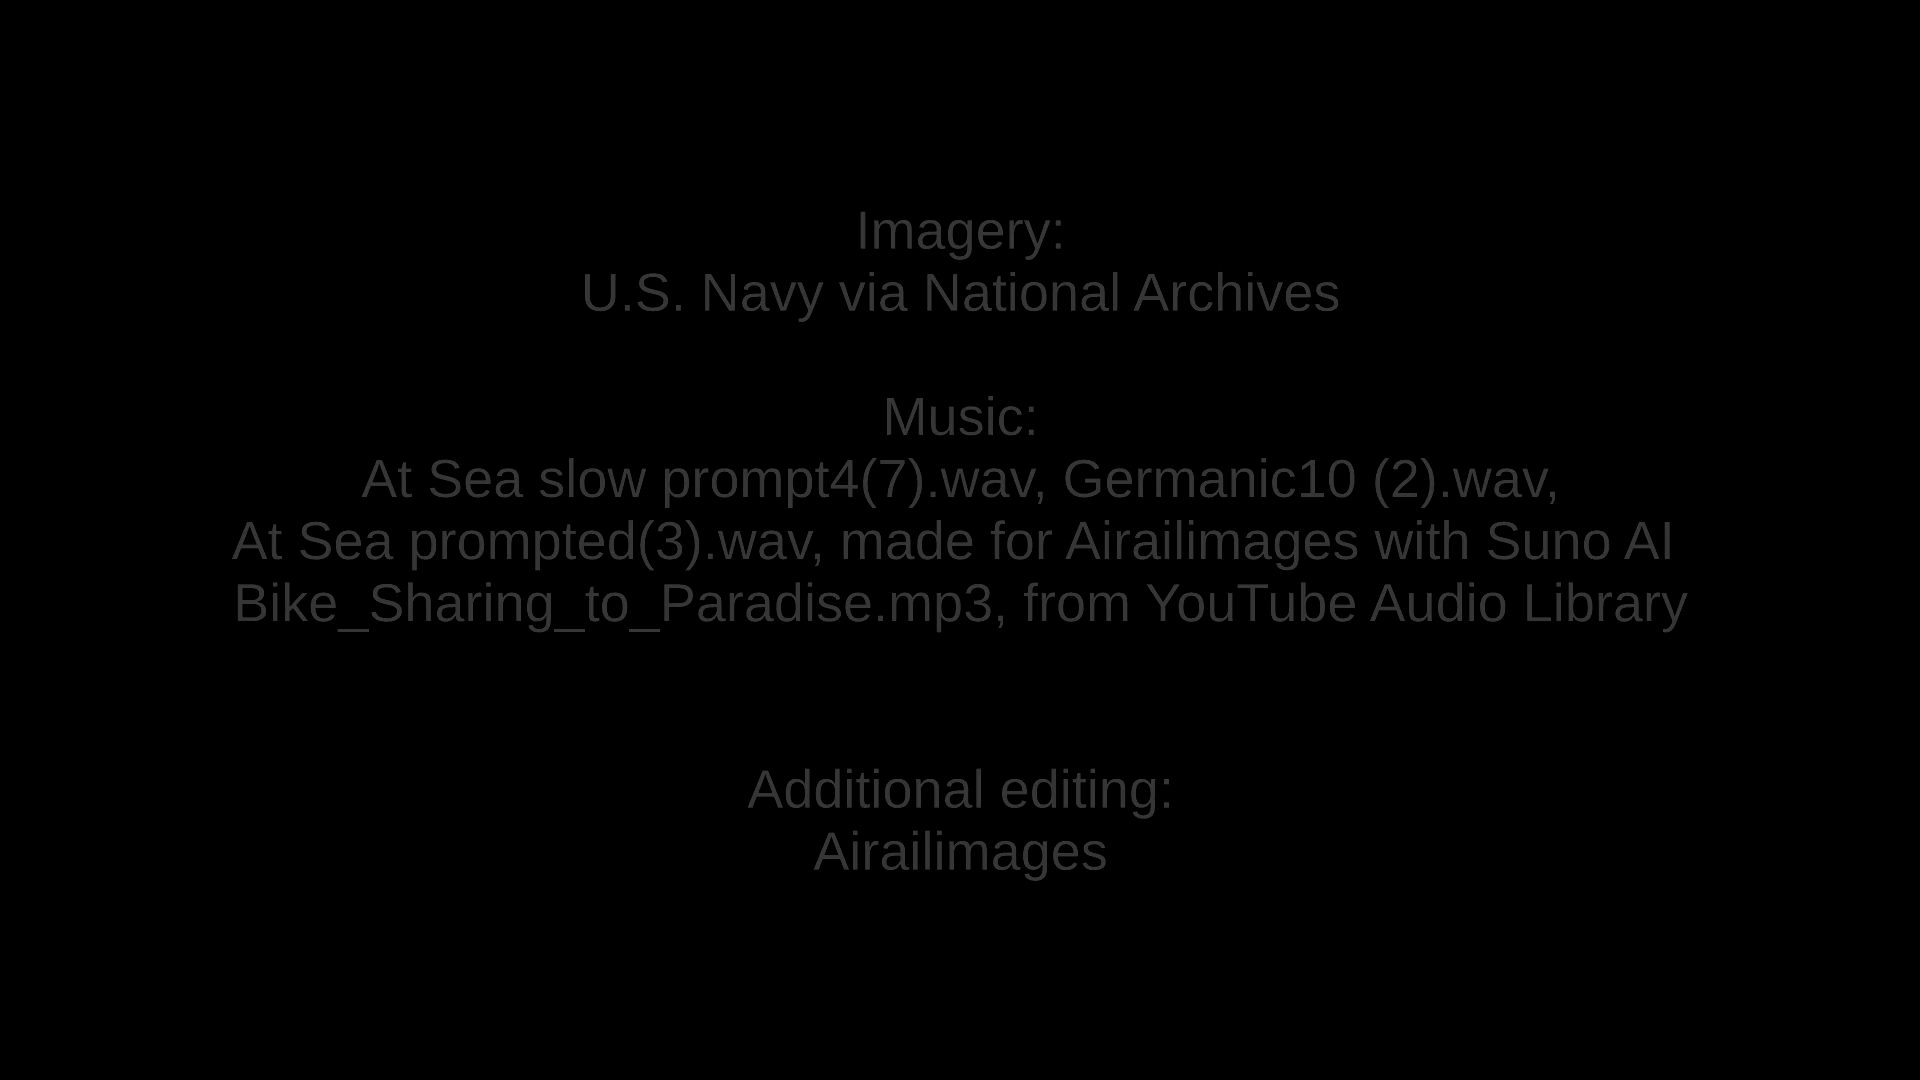 Imagery:
U.S. Navy via National Archives
Music:
At Sea slow prompt4(7).wav, Germanic10 (2).wav,
At Sea prompted(3).wav, made for Airailimages with Suno AI
Bike_Sharing_to_Paradise.mp3, from YouTube Audio Library
Additional editing:
Airailimages